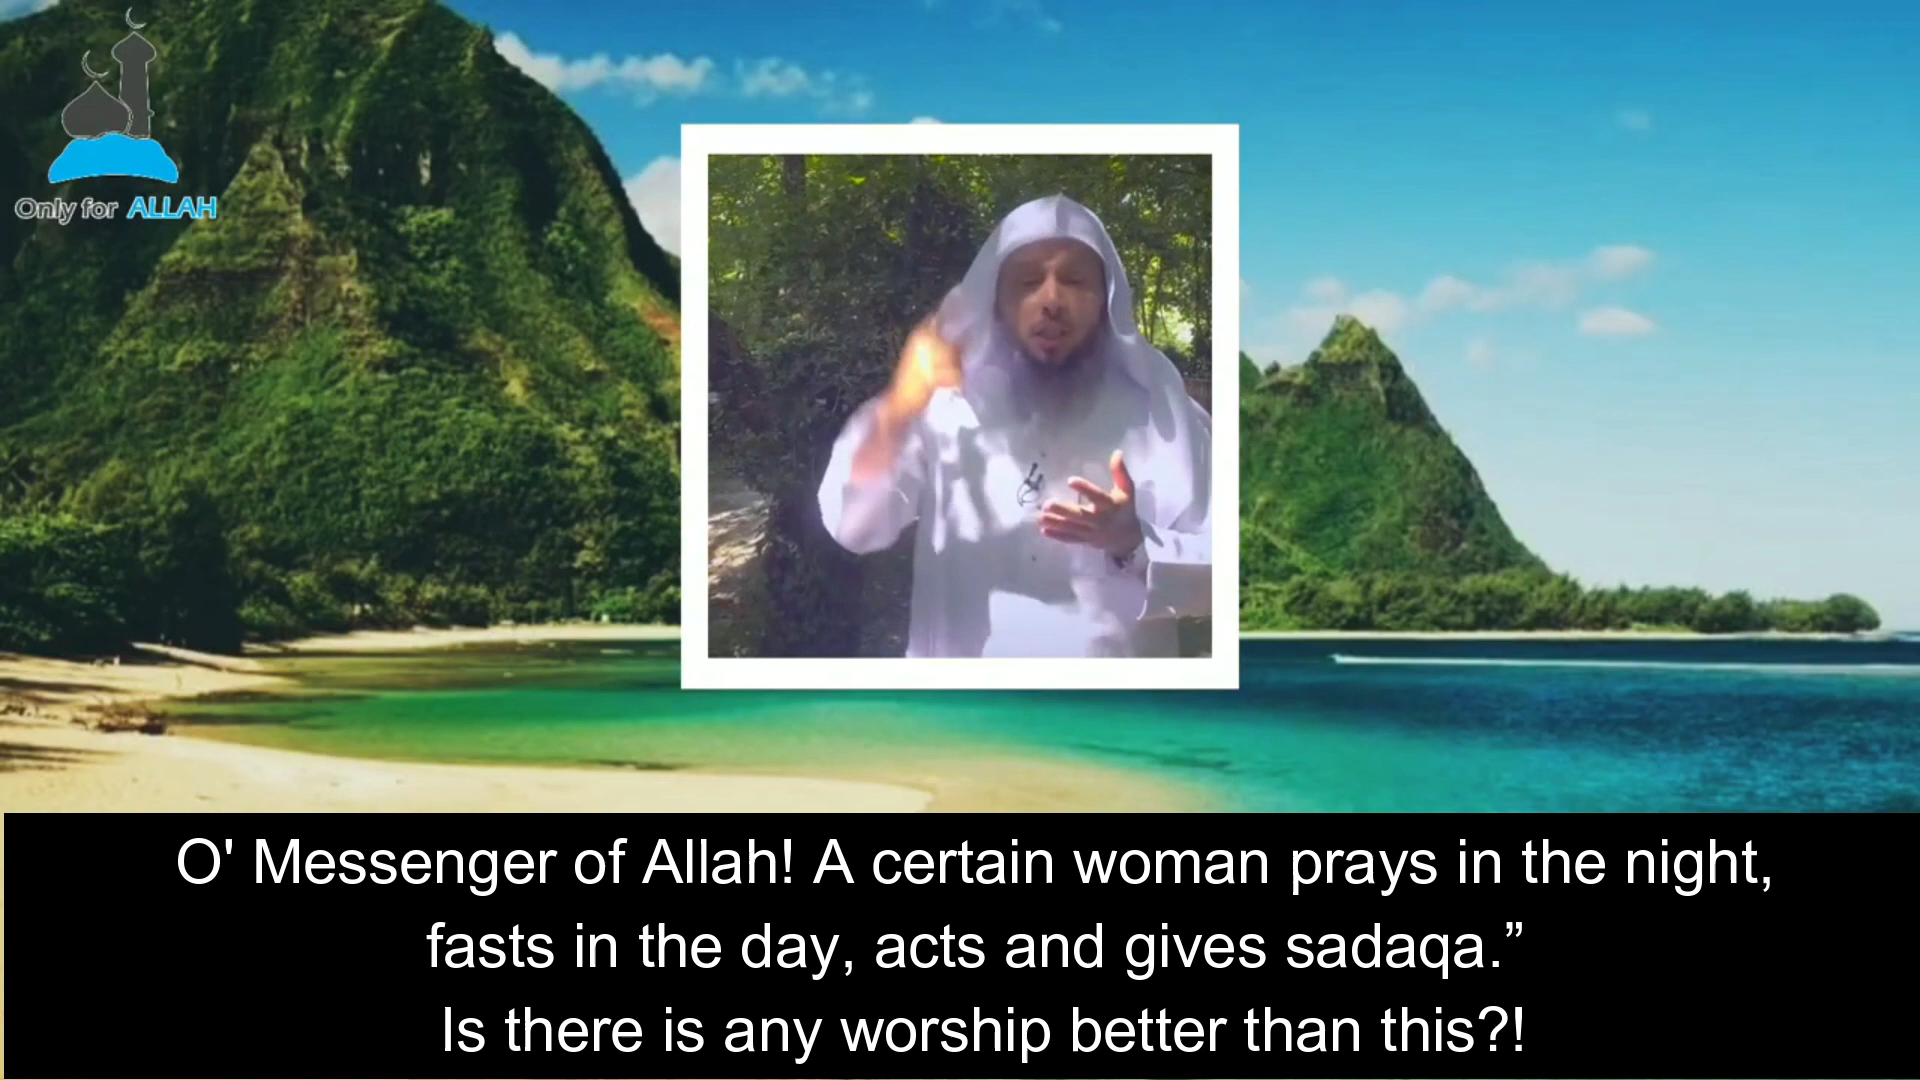 Only for ALLAH
O' Messenger of Allah! A certain woman prays in the night,
fasts in the day, acts and gives sadaqa.”
Is there is any worship better than this?!